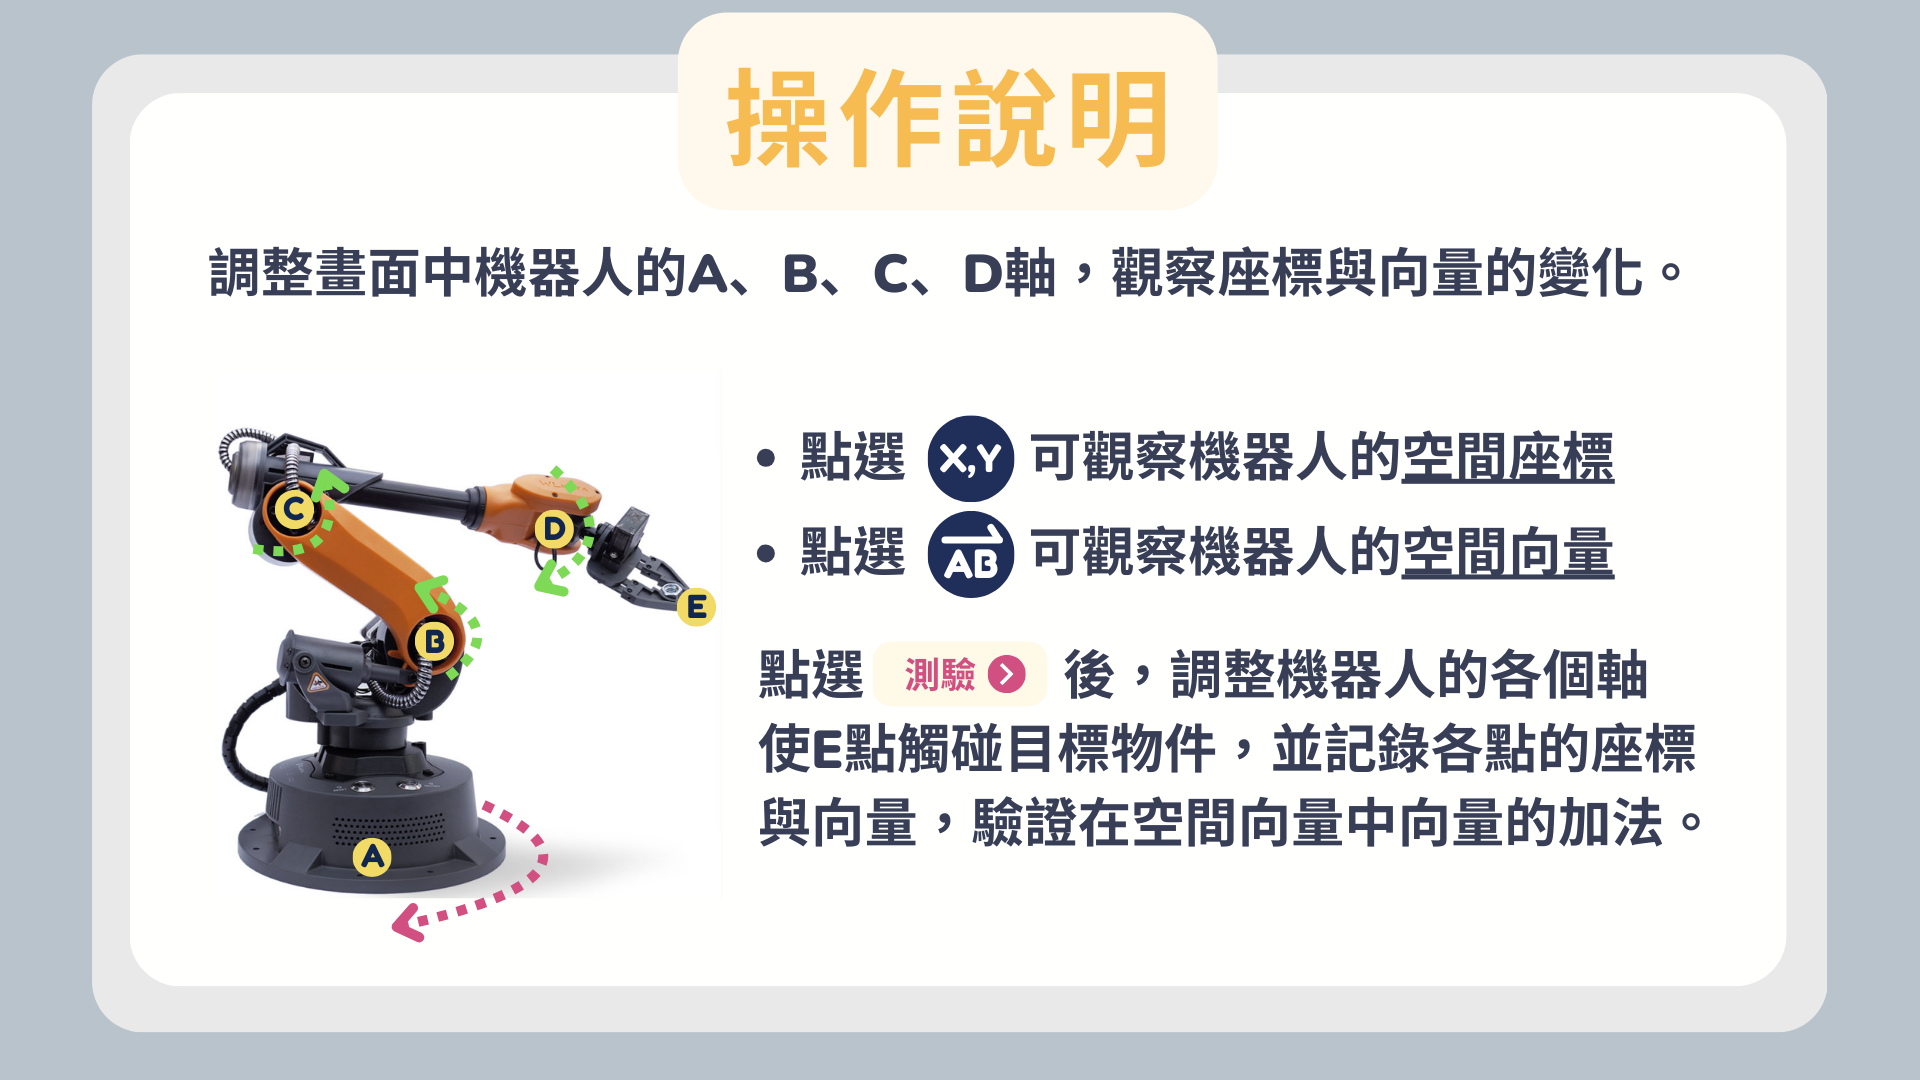 操作說明
調整畫面中機器人的A、B、C、D軸，觀察座標與向量的變化。
• 點選 X,Y 可觀察機器人的空間座標
• 點選 AB 可觀察機器人的空間向量
點選 測驗 後，調整機器人的各個軸
使E點觸碰目標物件，並記錄各點的座標
與向量，驗證在空間向量中向量的加法。
C
D
E
B
A